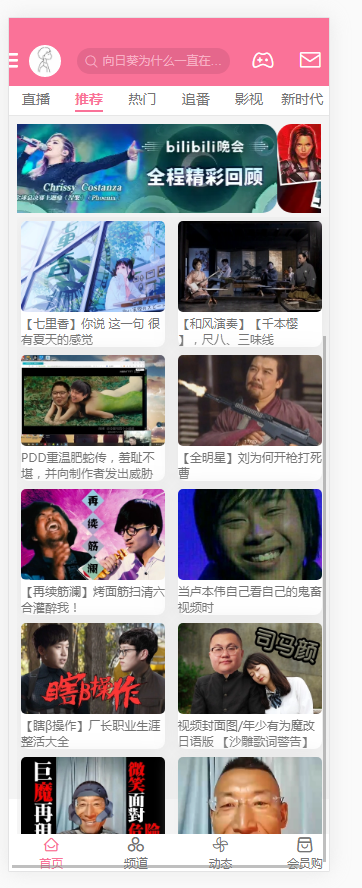 向日葵为什么一直在...
直播 推荐 热门 追番 影视 新时代
bilibili晚会
全程精彩回顾
Chrissy Costanza
【七里香】你说 这一句 很
有夏天的感觉
【和风演奏】【千本樱
】，尺八、三味线
PDD重温肥蛇传，羞耻不
堪，并向制作者发出威胁
【全明星】刘为何开枪打死
曹
再续筋澜
【再续筋澜】烤面筋扫清六
合灌醉我！
当卢本伟自己看自己的鬼畜
视频时
瞎β操作
【瞎β操作】厂长职业生涯
整活大全
司马颜
视频封面图/年少有为魔改
日语版 【沙雕歌词警告】
巨魔再现
微笑面對危险
首页 频道 动态 会员购